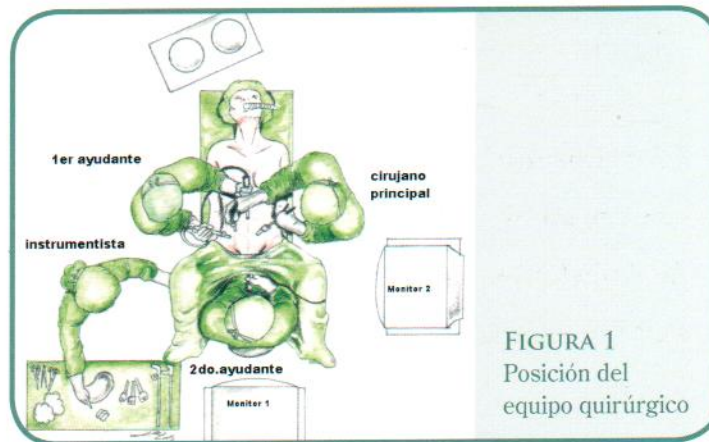 1er ayudante
cirujano
principal
instrumentista
Monitor 2
2do.ayudante
Monitor 1
FIGURA 1
Posición del
equipo quirúrgico